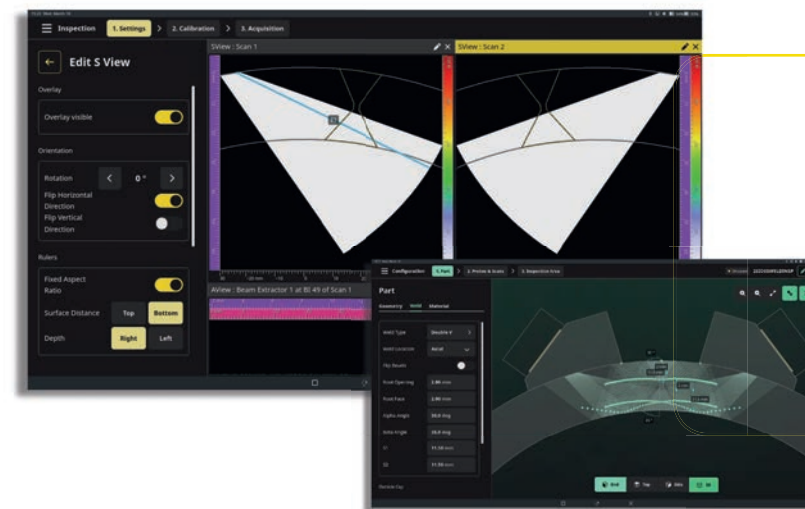 Inspection
1. Settings > 2. Calibration > 3. Acquisition
Edit S View
Overlay
Overlay visible
Orientation
Rotation < 0 ° >
Flip Horizontal
Direction
Flip Vertical
Direction
Rulers
Fixed Aspect
Ratio
Surface Distance Top Bottom
Depth Right Left
SView : Scan 1
SView : Scan 2
AView : Beam Extractor 1 at BI 49 of Scan 1
Configuration 1. Part > 2. Probes & Scans > 3. Inspection Area
Part
Geometry Weld Material
Weld Type Double-V
Weld Location Axial
Flip Bevels
Root Opening 2.00 mm
Root Face 2.00 mm
Alpha Angle 30.0 deg
Beta Angle 30.0 deg
11.50 mm
11.50 mm
End Top Side 3D